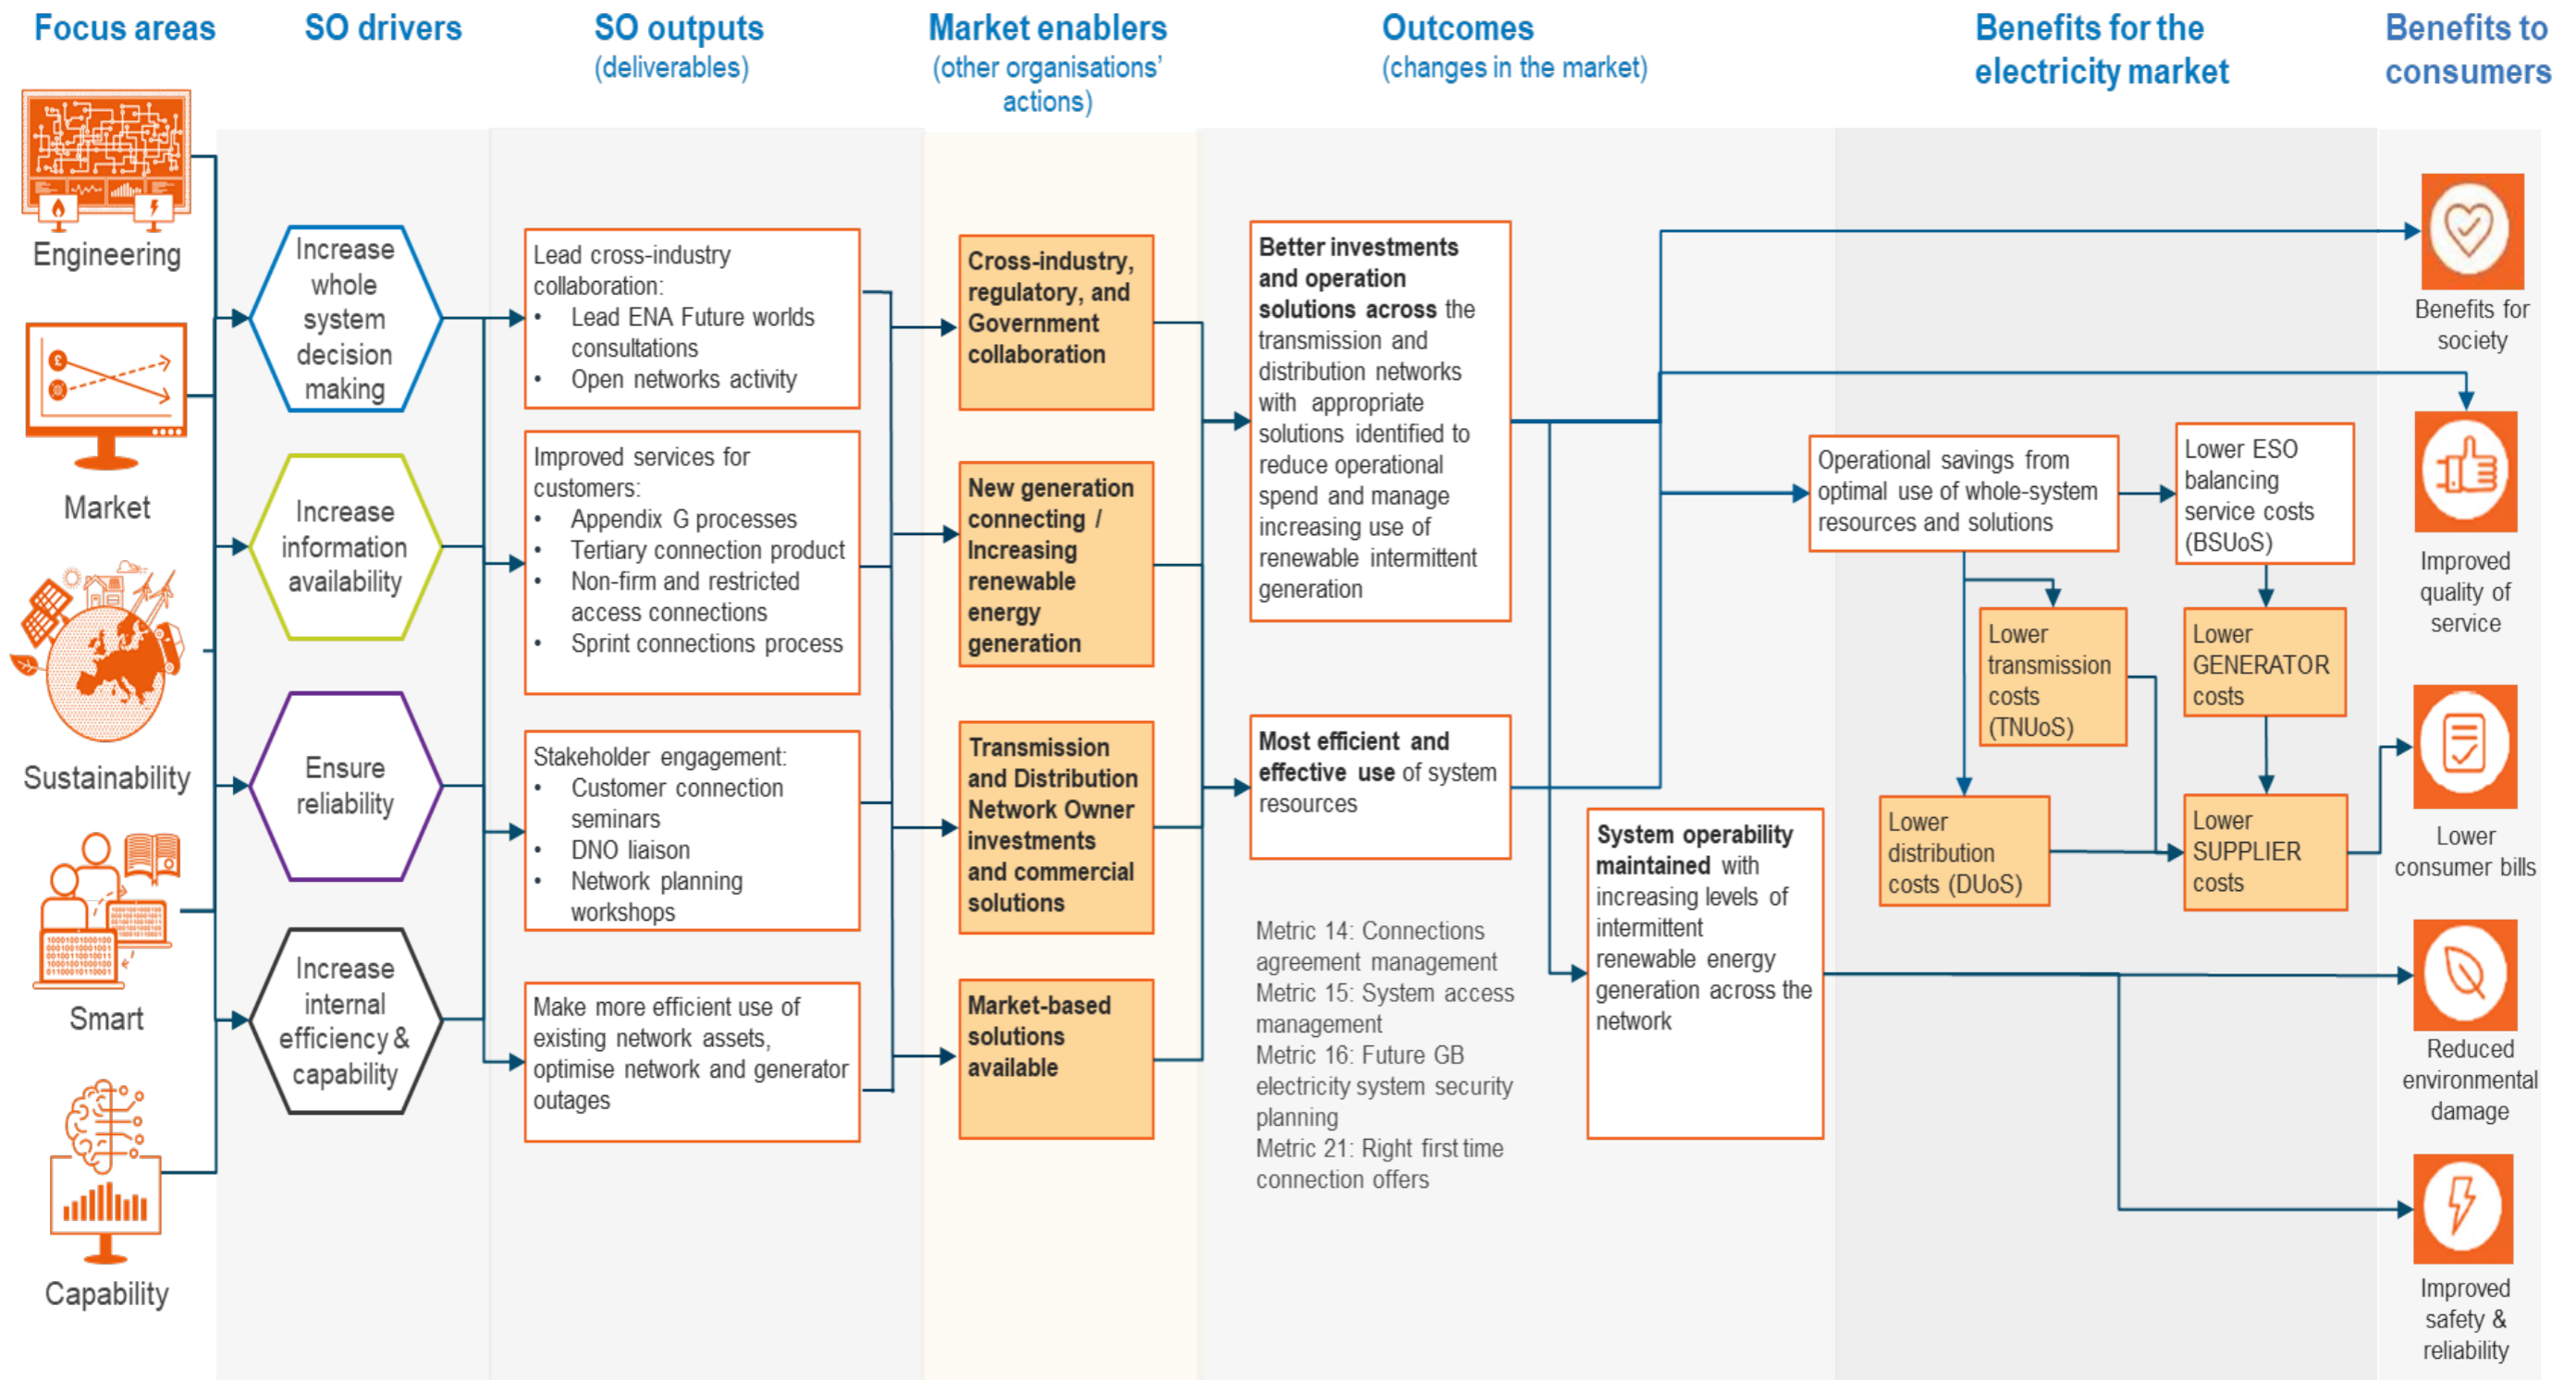 Focus areas
SO drivers
SO outputs
(deliverables)
Market enablers
(other organisations'
actions)
Outcomes
(changes in the market)
Benefits for the
electricity market
Benefits to
consumers
Engineering
Market
Sustainability
Smart
Capability
Increase
whole
system
decision
making
Increase
information
availability
Ensure
reliability
Increase
internal
efficiency &
capability
Lead cross-industry
collaboration:
• Lead ENA Future worlds
consultations
• Open networks activity
Improved services for
customers:
• Appendix G processes
• Tertiary connection product
• Non-firm and restricted
access connections
• Sprint connections process
Stakeholder engagement:
• Customer connection
seminars
• DNO liaison
• Network planning
workshops
Make more efficient use of
existing network assets,
optimise network and generator
outages
Cross-industry,
regulatory, and
Government
collaboration
New generation
connecting /
Increasing
renewable
energy
generation
Transmission
and Distribution
Network Owner
investments
and commercial
solutions
Market-based
solutions
available
Better investments
and operation
solutions across the
transmission and
distribution networks
with appropriate
solutions identified to
reduce operational
spend and manage
increasing use of
renewable intermittent
generation
Most efficient and
effective use of system
resources
Metric 14: Connections
agreement management
Metric 15: System access
management
Metric 16: Future GB
electricity system security
planning
Metric 21: Right first time
connection offers
System operability
maintained with
increasing levels of
intermittent
renewable energy
generation across the
network
Operational savings from
optimal use of whole-system
resources and solutions
Lower ESO
balancing
service costs
(BSUoS)
Lower
transmission
costs
(TNUoS)
Lower
GENERATOR
costs
Lower
distribution
costs (DUoS)
Lower
SUPPLIER
costs
Benefits for
society
Improved
quality of
service
Lower
consumer bills
Reduced
environmental
damage
Improved
safety &
reliability